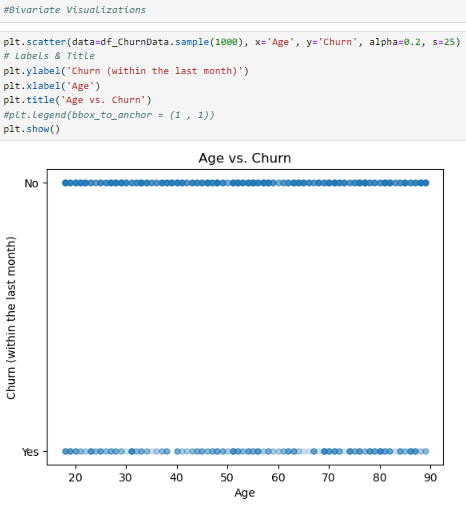 #Bivariate Visualizations
plt.scatter(data=df_ChurnData.sample(1000), x='Age', y='Churn', alpha=0.2, s=25)
# Labels & Title
plt.ylabel('Churn (within the last month)')
plt.xlabel('Age')
plt.title('Age vs. Churn')
#plt.legend(bbox_to_anchor = (1 , 1))
plt.show()
Age vs. Churn
No
Churn (within the last month)
Yes
20 30 40 50 60 70 80 90
Age